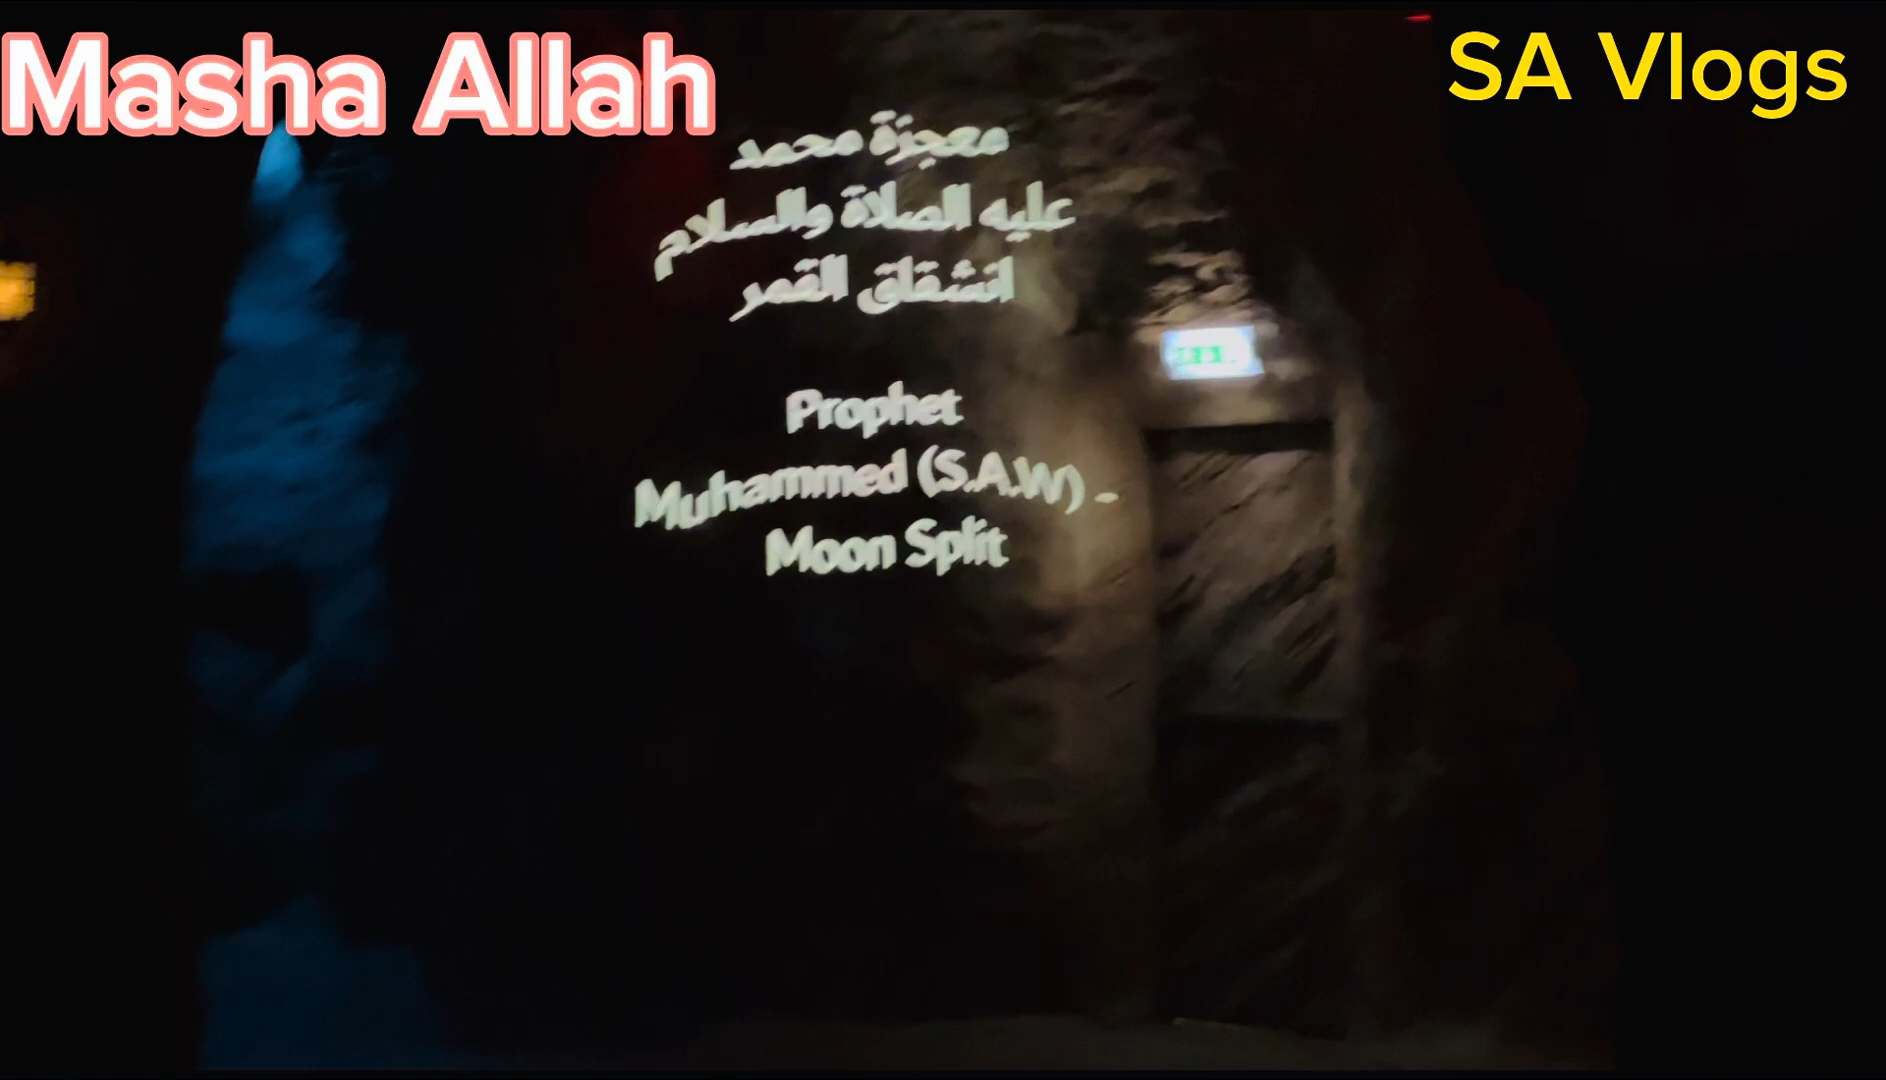 Masha Allah
SA Vlogs
معجزة محمد
عليه الصلاة والسلام
انشقاق القمر
Prophet
Muhammed (S.A.W) -
Moon Split